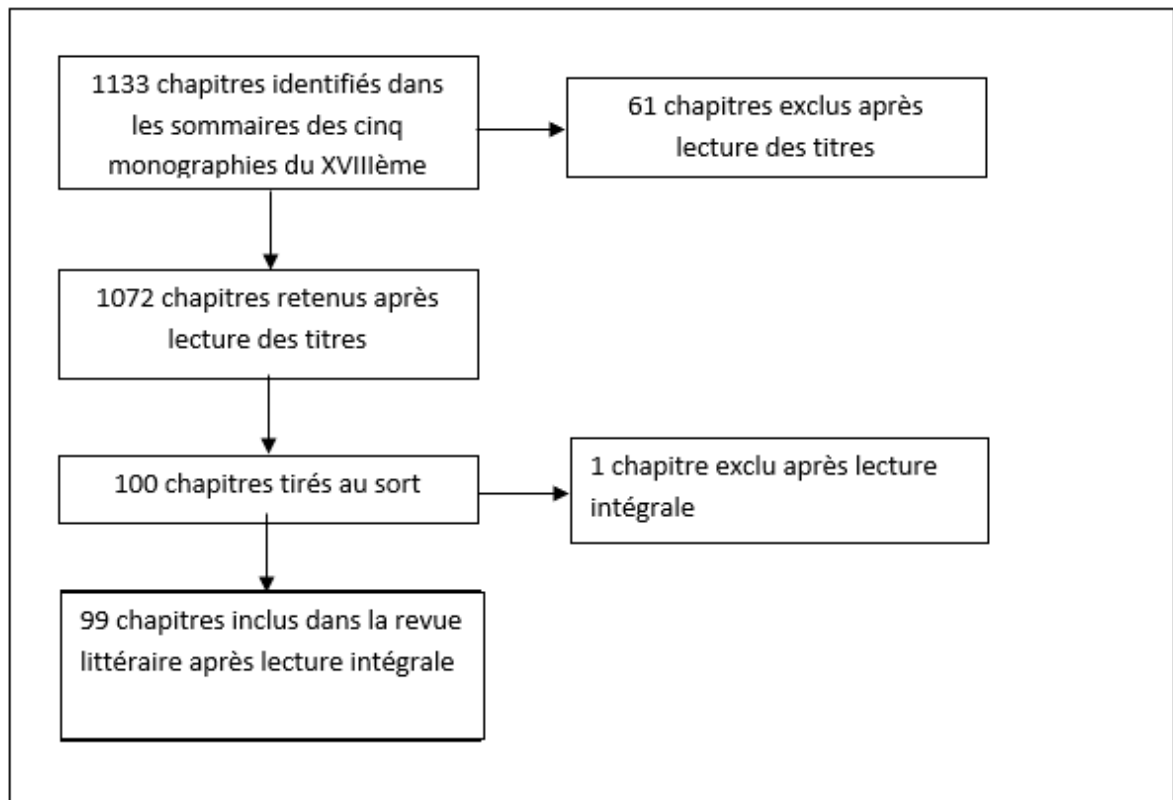 1133 chapitres identifiés dans
les sommaires des cinq
monographies du XVIIIème
61 chapitres exclus après
lecture des titres
1072 chapitres retenus après
lecture des titres
100 chapitres tirés au sort
1 chapitre exclu après lecture
intégrale
99 chapitres inclus dans la revue
littéraire après lecture intégrale